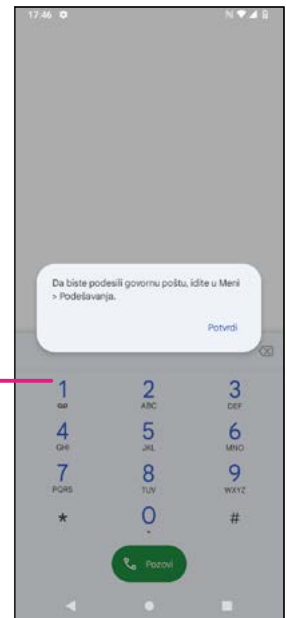 17:46
Da biste podesili govornu poštu, idite u Meni
> Podešavanja.
Potvrdi
1 2 3
ABC DEF
4 5 6
GHI JKL MNO
7 8 9
PQRS TUV WXYZ
* 0 #
Pozovi